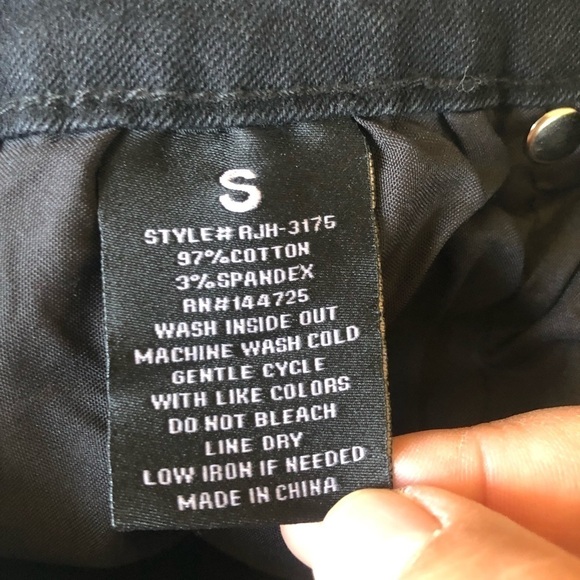 S
STYLE# RJH-3175
97%COTTON
3%SPANDEX
RN#144725
WASH INSIDE OUT
MACHINE WASH COLD
GENTLE CYCLE
WITH LIKE COLORS
DO NOT BLEACH
LINE DRY
LOW IRON IF NEEDED
MADE IN CHINA